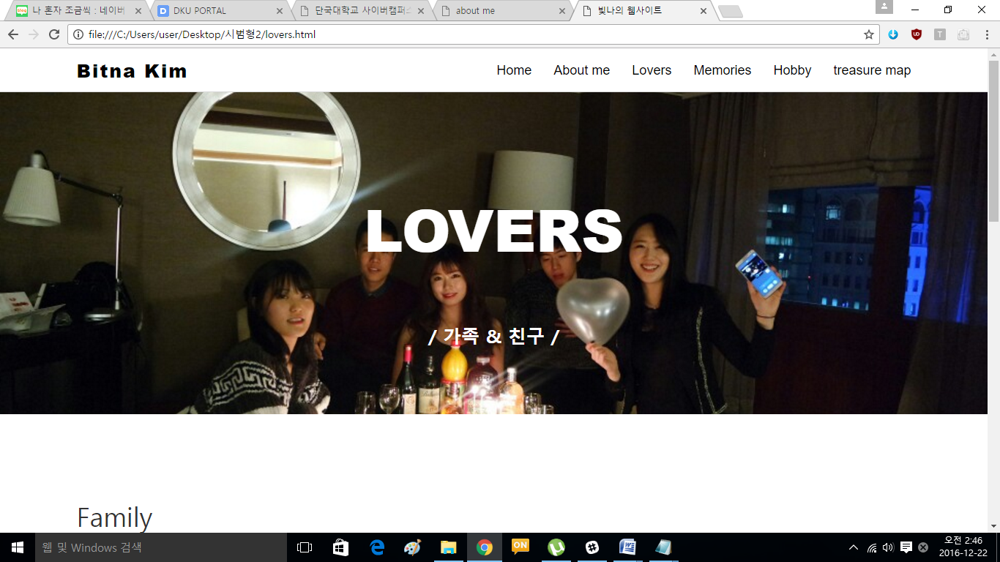 나 혼자 조금씩 : 네이버
DKU PORTAL
단국대학교 사이버캠퍼스
about me
빛나의 웹사이트
file:///C:/Users/user/Desktop/시범형2/lovers.html
Bitna Kim
Home
About me
Lovers
Memories
Hobby
treasure map
LOVERS
/ 가족 & 친구 /
Family
웹 및 Windows 검색
ON
오전 2:46
2016-12-22